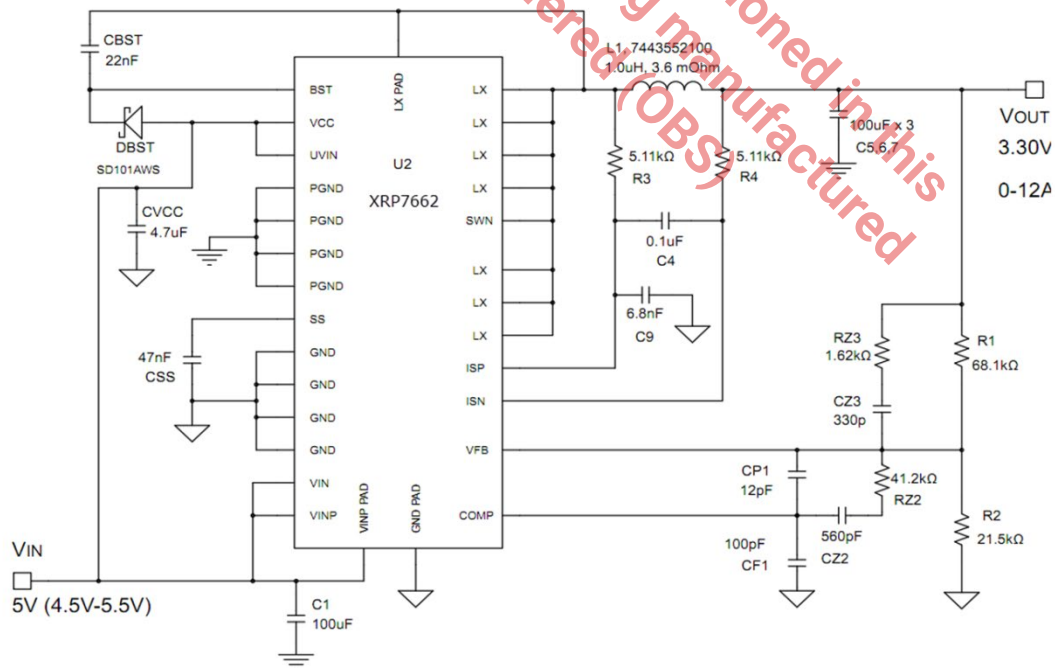 CBST
22nF
DBST
SD101AWS
CVCC
4.7uF
47nF
CSS
VIN
5V (4.5V-5.5V)
C1
100uF
BST
VCC
UVIN
PGND
PGND
PGND
PGND
SS
GND
GND
GND
GND
VIN
VINP
LX PAD
U2
XRP7662
VINP PAD
GND PAD
LX
LX
LX
LX
SWN
LX
LX
LX
ISP
ISN
VFB
COMP
L1, 7443552100
1.0uH, 3.6 mOhm
5.11kΩ
R3
5.11kΩ
R4
0.1uF
C4
6.8nF
C9
100uF x 3
C5,6,7
VOUT
3.30V
0-12A
RZ3
1.62kΩ
CZ3
330p
R1
68.1kΩ
CP1
12pF
41.2kΩ
RZ2
560pF
CZ2
100pF
CF1
R2
21.5kΩ
ioned in this
g manufactured
ered (OBS)